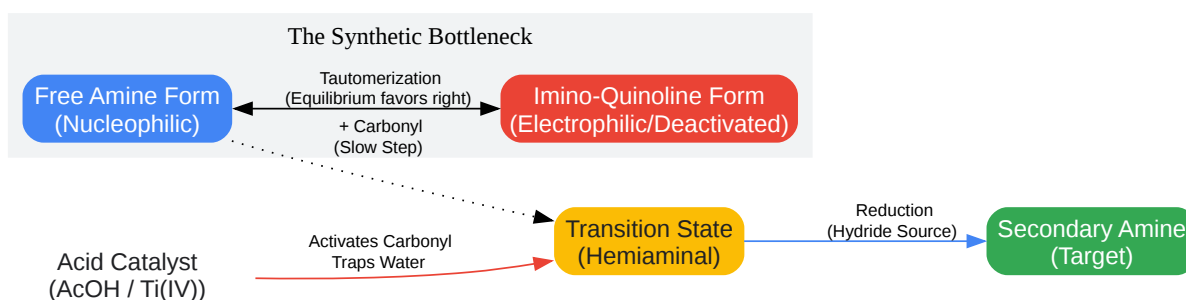 The Synthetic Bottleneck
Free Amine Form
(Nucleophilic)
Tautomerization
(Equilibrium favors right)
Imino-Quinoline Form
(Electrophilic/Deactivated)
+ Carbonyl
(Slow Step)
Transition State
(Hemiaminal)
Reduction
(Hydride Source)
Secondary Amine
(Target)
Activates Carbonyl
Traps Water
Acid Catalyst
(AcOH / Ti(IV))